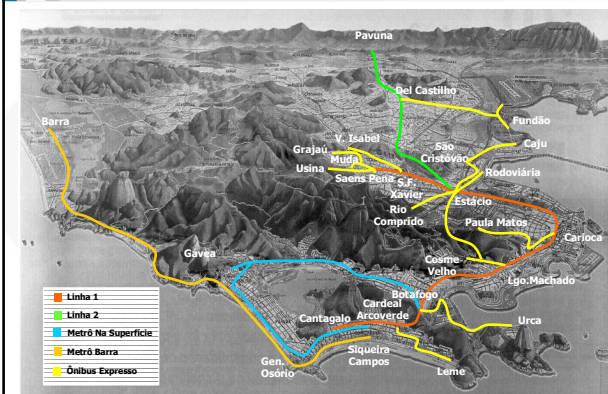 Pavuna
Del Castilho
Barra
Fundão
V. Isabel
São
Cristóvão
Caju
Grajaú
Muda
Rodoviária
Usina
Saens Pena
S.F.
Xavier
Estácio
Rio
Comprido
Paula Matos
Carioca
Gávea
Cosme
Velho
Lgo.Machado
Linha 1
Linha 2
Metrô Na Superfície
Metrô Barra
Ônibus Expresso
Botafogo
Cardeal
Arcoverde
Cantagalo
Urca
Siqueira
Campos
Gen.
Osório
Leme